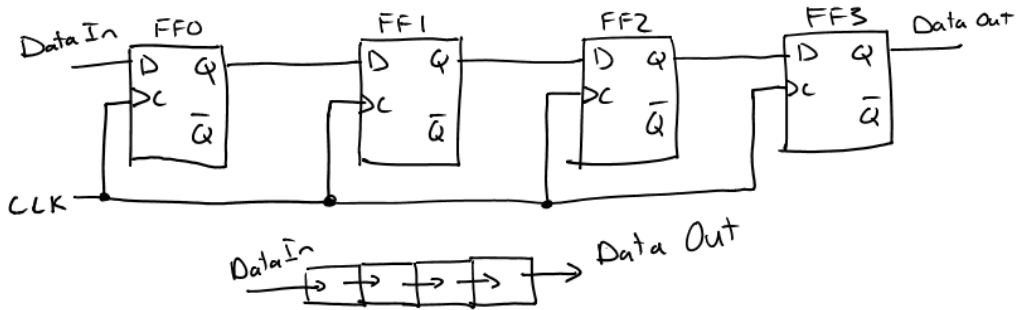 Data In FF0 FF1 FF2 FF3 Data Out
D Q D Q D Q D Q
C C C C
Q̅ Q̅ Q̅ Q̅
CLK
Data In Data Out